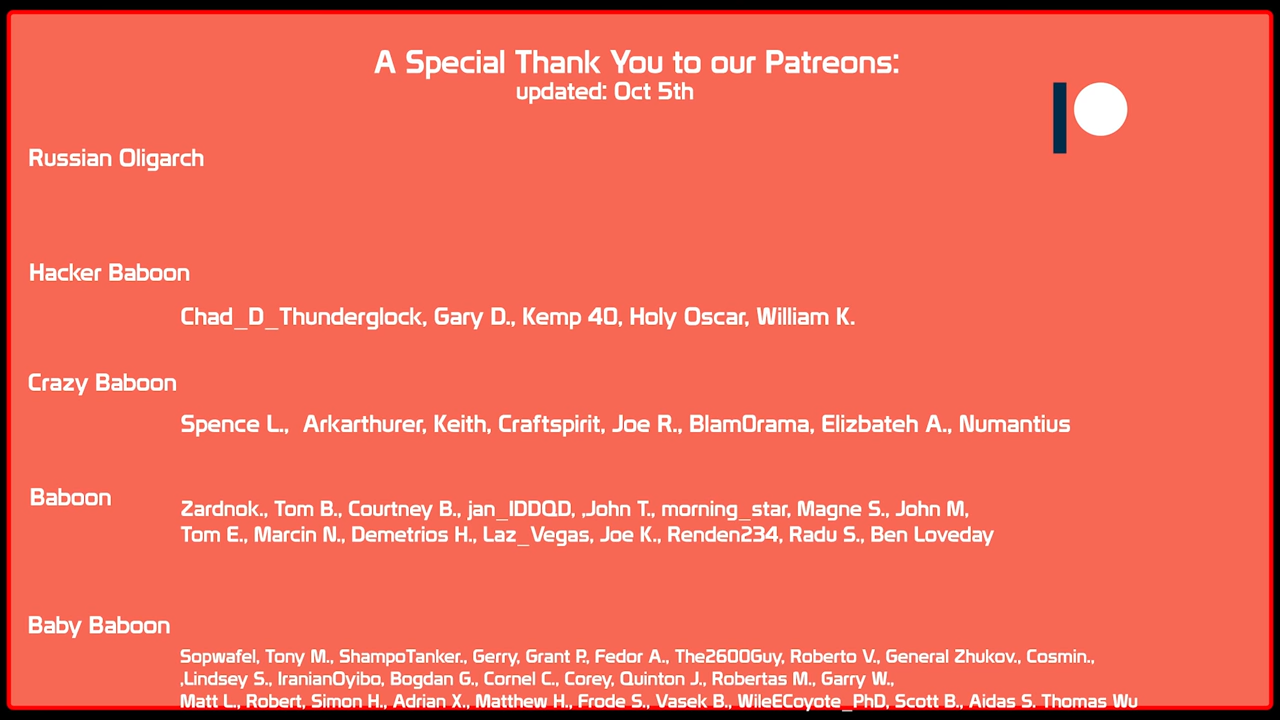 A Special Thank You to our Patreons:
updated: Oct 5th
Russian Oligarch
Hacker Baboon
Chad_D_Thunderglock, Gary D., Kemp 40, Holy Oscar, William K.
Crazy Baboon
Spence L.,  Arkarthurer, Keith, Craftspirit, Joe R., Blam0rama, Elizbateh A., Numantius
Baboon
Zardnok., Tom B., Courtney B., jan_IDDQD, ,John T., morning_star, Magne S., John M,
Tom E., Marcin N., Demetrios H., Laz_Vegas, Joe K., Renden234, Radu S., Ben Loveday
Baby Baboon
Sopwafel, Tony M., ShampoTanker., Gerry, Grant P., Fedor A., The2600Guy, Roberto V., General Zhukov., Cosmin.,
,Lindsey S., IranianOyibo, Bogdan G., Cornel C., Corey, Quinton J., Robertas M., Garry W.,
Matt L., Robert, Simon H., Adrian X., Matthew H., Frode S., Vasek B., WileECoyote_PhD, Scott B., Aidas S. Thomas Wu